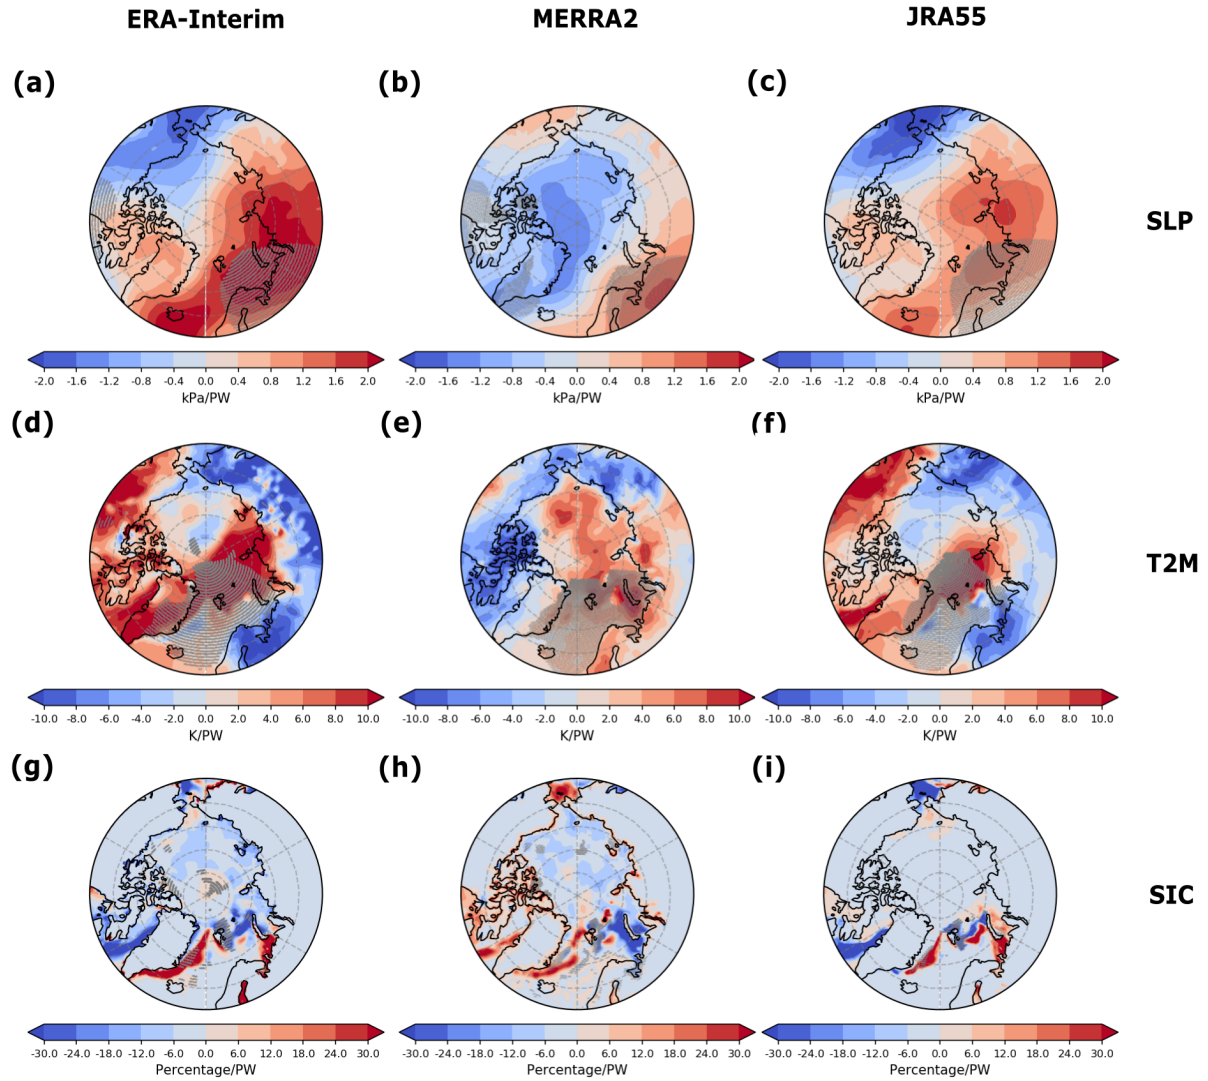 ERA-Interim MERRA2 JRA55
(a) (b) (c)
SLP
-2.0 -1.6 -1.2 -0.8 -0.4 0.0 0.4 0.8 1.2 1.6 2.0
kPa/PW
-2.0 -1.6 -1.2 -0.8 -0.4 0.0 0.4 0.8 1.2 1.6 2.0
kPa/PW
-2.0 -1.6 -1.2 -0.8 -0.4 0.0 0.4 0.8 1.2 1.6 2.0
kPa/PW
(d) (e) (f)
T2M
-10.0 -8.0 -6.0 -4.0 -2.0 0.0 2.0 4.0 6.0 8.0 10.0
K/PW
-10.0 -8.0 -6.0 -4.0 -2.0 0.0 2.0 4.0 6.0 8.0 10.0
K/PW
-10.0 -8.0 -6.0 -4.0 -2.0 0.0 2.0 4.0 6.0 8.0 10.0
K/PW
(g) (h) (i)
SIC
-30.0 -24.0 -18.0 -12.0 -6.0 0.0 6.0 12.0 18.0 24.0 30.0
Percentage/PW
-30.0 -24.0 -18.0 -12.0 -6.0 0.0 6.0 12.0 18.0 24.0 30.0
Percentage/PW
-30.0 -24.0 -18.0 -12.0 -6.0 0.0 6.0 12.0 18.0 24.0 30.0
Percentage/PW